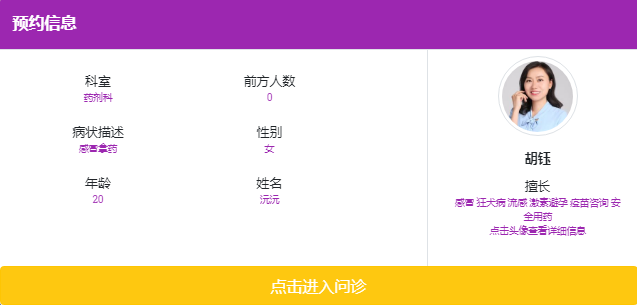 预约信息
科室
药剂科
前方人数
0
病状描述
感冒拿药
性别
女
年龄
20
姓名
沅沅
胡钰
擅长
感冒 狂犬病 流感 激素避孕 疫苗咨询 安
全用药
点击头像查看详细信息
点击进入问诊